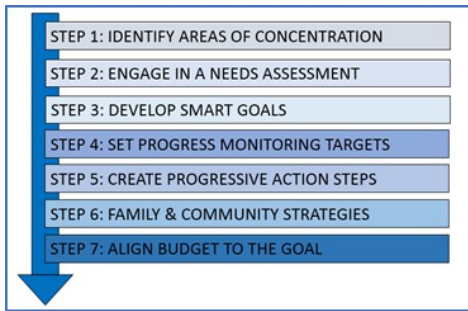 STEP 1: IDENTIFY AREAS OF CONCENTRATION
STEP 2: ENGAGE IN A NEEDS ASSESSMENT
STEP 3: DEVELOP SMART GOALS
STEP 4: SET PROGRESS MONITORING TARGETS
STEP 5: CREATE PROGRESSIVE ACTION STEPS
STEP 6: FAMILY & COMMUNITY STRATEGIES
STEP 7: ALIGN BUDGET TO THE GOAL